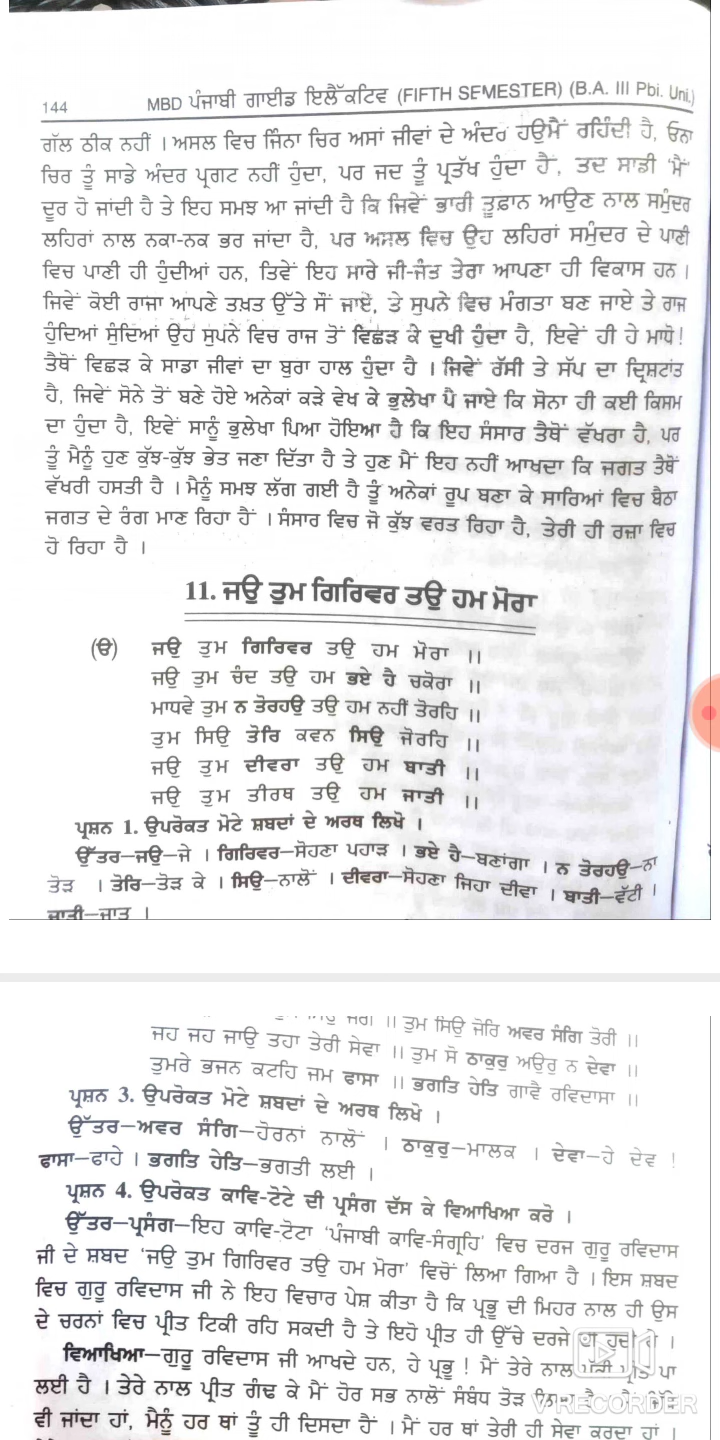 144 MBD ਪੰਜਾਬੀ ਗਾਈਡ ਇਲੈੱਕਟਿਵ (FIFTH SEMESTER) (B.A. III Pbi. Uni.)
ਗੱਲ ਠੀਕ ਨਹੀਂ । ਅਸਲ ਵਿਚ ਜਿੰਨਾ ਚਿਰ ਅਸਾਂ ਜੀਵਾਂ ਦੇ ਅੰਦਰ ਹਉਮੈਂ ਰਹਿੰਦੀ ਹੈ, ਓਨਾ
ਚਿਰ ਤੂੰ ਸਾਡੇ ਅੰਦਰ ਪ੍ਰਗਟ ਨਹੀਂ ਹੁੰਦਾ, ਪਰ ਜਦ ਤੂੰ ਪ੍ਰਤੱਖ ਹੁੰਦਾ ਹੈਂ, ਤਦ ਸਾਡੀ 'ਮੈਂ'
ਦੂਰ ਹੋ ਜਾਂਦੀ ਹੈ ਤੇ ਇਹ ਸਮਝ ਆ ਜਾਂਦੀ ਹੈ ਕਿ ਜਿਵੇਂ ਭਾਰੀ ਤੂਫ਼ਾਨ ਆਉਣ ਨਾਲ ਸਮੁੰਦਰ
ਲਹਿਰਾਂ ਨਾਲ ਨਕਾ-ਨਕ ਭਰ ਜਾਂਦਾ ਹੈ, ਪਰ ਅਸਲ ਵਿਚ ਉਹ ਲਹਿਰਾਂ ਸਮੁੰਦਰ ਦੇ ਪਾਣੀ
ਵਿਚ ਪਾਣੀ ਹੀ ਹੁੰਦੀਆਂ ਹਨ, ਤਿਵੇਂ ਇਹ ਸਾਰੇ ਜੀ-ਜੰਤ ਤੇਰਾ ਆਪਣਾ ਹੀ ਵਿਕਾਸ ਹਨ ।
ਜਿਵੇਂ ਕੋਈ ਰਾਜਾ ਆਪਣੇ ਤਖ਼ਤ ਉੱਤੇ ਸੌਂ ਜਾਏ, ਤੇ ਸੁਪਨੇ ਵਿਚ ਮੰਗਤਾ ਬਣ ਜਾਏ ਤੇ ਰਾਜ
ਹੁੰਦਿਆਂ ਸੁੰਦਿਆਂ ਉਹ ਸੁਪਨੇ ਵਿਚ ਰਾਜ ਤੋਂ ਵਿਛੜ ਕੇ ਦੁਖੀ ਹੁੰਦਾ ਹੈ, ਇਵੇਂ ਹੀ ਹੇ ਮਾਧੋ !
ਤੈਥੋਂ ਵਿਛੜ ਕੇ ਸਾਡਾ ਜੀਵਾਂ ਦਾ ਬੁਰਾ ਹਾਲ ਹੁੰਦਾ ਹੈ । ਜਿਵੇਂ ਰੱਸੀ ਤੇ ਸੱਪ ਦਾ ਦ੍ਰਿਸ਼ਟਾਂਤ
ਹੈ, ਜਿਵੇਂ ਸੋਨੇ ਤੋਂ ਬਣੇ ਹੋਏ ਅਨੇਕਾਂ ਕੜੇ ਵੇਖ ਕੇ ਭੁਲੇਖਾ ਪੈ ਜਾਏ ਕਿ ਸੋਨਾ ਹੀ ਕਈ ਕਿਸਮ
ਦਾ ਹੁੰਦਾ ਹੈ, ਇਵੇਂ ਸਾਨੂੰ ਭੁਲੇਖਾ ਪਿਆ ਹੋਇਆ ਹੈ ਕਿ ਇਹ ਸੰਸਾਰ ਤੈਥੋਂ ਵੱਖਰਾ ਹੈ, ਪਰ
ਤੂੰ ਮੈਨੂੰ ਹੁਣ ਕੁੱਝ-ਕੁੱਝ ਭੇਤ ਜਣਾ ਦਿੱਤਾ ਹੈ ਤੇ ਹੁਣ ਮੈਂ ਇਹ ਨਹੀਂ ਆਖਦਾ ਕਿ ਜਗਤ ਤੈਥੋਂ
ਵੱਖਰੀ ਹਸਤੀ ਹੈ । ਮੈਨੂੰ ਸਮਝ ਲੱਗ ਗਈ ਹੈ ਤੂੰ ਅਨੇਕਾਂ ਰੂਪ ਬਣਾ ਕੇ ਸਾਰਿਆਂ ਵਿਚ ਬੈਠਾ
ਜਗਤ ਦੇ ਰੰਗ ਮਾਣ ਰਿਹਾ ਹੈਂ । ਸੰਸਾਰ ਵਿਚ ਜੋ ਕੁੱਝ ਵਰਤ ਰਿਹਾ ਹੈ, ਤੇਰੀ ਹੀ ਰਜ਼ਾ ਵਿਚ
ਹੋ ਰਿਹਾ ਹੈ ।
11. ਜਉ ਤੁਮ ਗਿਰਿਵਰ ਤਉ ਹਮ ਮੋਰਾ
(ੳ) ਜਉ ਤੁਮ ਗਿਰਿਵਰ ਤਉ ਹਮ ਮੋਰਾ ॥
ਜਉ ਤੁਮ ਚੰਦ ਤਉ ਹਮ ਭਏ ਹੈ ਚਕੋਰਾ ॥
ਮਾਧਵੇ ਤੁਮ ਨ ਤੋਰਹਉ ਤਉ ਹਮ ਨਹੀਂ ਤੋਰਹਿ ॥
ਤੁਮ ਸਿਉ ਤੋਰਿ ਕਵਨ ਸਿਉ ਜੋਰਹਿ ॥
ਜਉ ਤੁਮ ਦੀਵਰਾ ਤਉ ਹਮ ਬਾਤੀ ॥
ਜਉ ਤੁਮ ਤੀਰਥ ਤਉ ਹਮ ਜਾਤੀ ॥
ਪ੍ਰਸ਼ਨ 1. ਉਪਰੋਕਤ ਮੋਟੇ ਸ਼ਬਦਾਂ ਦੇ ਅਰਥ ਲਿਖੋ ।
ਉੱਤਰ—ਜਉ—ਜੇ । ਗਿਰਿਵਰ—ਸੋਹਣਾ ਪਹਾੜ । ਭਏ ਹੈ—ਬਣਾਂਗਾ । ਨ ਤੋਰਹਉ—ਨਾ
ਤੋੜ । ਤੋਰਿ—ਤੋੜ ਕੇ । ਸਿਉ—ਨਾਲੋਂ । ਦੀਵਰਾ—ਸੋਹਣਾ ਜਿਹਾ ਦੀਵਾ । ਬਾਤੀ—ਵੱਟੀ ।
ਜਾਤੀ—ਜਾਤ ।
॥ ਤੁਮ ਸਿਉ ਜੋਰਿ ਅਵਰ ਸੰਗਿ ਤੋਰੀ ॥
ਜਹ ਜਹ ਜਾਉ ਤਹਾ ਤੇਰੀ ਸੇਵਾ ॥ ਤੁਮ ਸੋ ਠਾਕੁਰੁ ਅਉਰੁ ਨ ਦੇਵਾ ॥
ਤੁਮਰੇ ਭਜਨ ਕਟਹਿ ਜਮ ਫਾਸਾ ॥ ਭਗਤਿ ਹੇਤਿ ਗਾਵੈ ਰਵਿਦਾਸਾ ॥
ਪ੍ਰਸ਼ਨ 3. ਉਪਰੋਕਤ ਮੋਟੇ ਸ਼ਬਦਾਂ ਦੇ ਅਰਥ ਲਿਖੋ ।
ਉੱਤਰ—ਅਵਰ ਸੰਗਿ—ਹੋਰਨਾਂ ਨਾਲੋਂ । ਠਾਕੁਰੁ—ਮਾਲਕ । ਦੇਵਾ—ਹੇ ਦੇਵ !
ਫਾਸਾ—ਫਾਹੇ । ਭਗਤਿ ਹੇਤਿ—ਭਗਤੀ ਲਈ ।
ਪ੍ਰਸ਼ਨ 4. ਉਪਰੋਕਤ ਕਾਵਿ-ਟੋਟੇ ਦੀ ਪ੍ਰਸੰਗ ਦੱਸ ਕੇ ਵਿਆਖਿਆ ਕਰੋ ।
ਉੱਤਰ—ਪ੍ਰਸੰਗ—ਇਹ ਕਾਵਿ-ਟੋਟਾ 'ਪੰਜਾਬੀ ਕਾਵਿ-ਸੰਗ੍ਰਹਿ' ਵਿਚ ਦਰਜ ਗੁਰੂ ਰਵਿਦਾਸ
ਜੀ ਦੇ ਸ਼ਬਦ 'ਜਉ ਤੁਮ ਗਿਰਿਵਰ ਤਉ ਹਮ ਮੋਰਾ' ਵਿਚੋਂ ਲਿਆ ਗਿਆ ਹੈ । ਇਸ ਸ਼ਬਦ
ਵਿਚ ਗੁਰੂ ਰਵਿਦਾਸ ਜੀ ਨੇ ਇਹ ਵਿਚਾਰ ਪੇਸ਼ ਕੀਤਾ ਹੈ ਕਿ ਪ੍ਰਭੂ ਦੀ ਮਿਹਰ ਨਾਲ ਹੀ ਉਸ
ਦੇ ਚਰਨਾਂ ਵਿਚ ਪ੍ਰੀਤ ਟਿਕੀ ਰਹਿ ਸਕਦੀ ਹੈ ਤੇ ਇਹੋ ਪ੍ਰੀਤ ਹੀ ਉੱਚੇ ਦਰਜੇ ਦੀ ਹੁੰਦੀ ਹੈ ।
ਵਿਆਖਿਆ—ਗੁਰੂ ਰਵਿਦਾਸ ਜੀ ਆਖਦੇ ਹਨ, ਹੇ ਪ੍ਰਭੂ ! ਮੈਂ ਤੇਰੇ ਨਾਲ ਪ੍ਰੀਤ ਪਾ
ਲਈ ਹੈ । ਤੇਰੇ ਨਾਲ ਪ੍ਰੀਤ ਗੰਢ ਕੇ ਮੈਂ ਹੋਰ ਸਭ ਨਾਲੋਂ ਸੰਬੰਧ ਤੋੜ ਜਿੱਥੇ
ਵੀ ਜਾਂਦਾ ਹਾਂ, ਮੈਨੂੰ ਹਰ ਥਾਂ ਤੂੰ ਹੀ ਦਿਸਦਾ ਹੈਂ । ਮੈਂ ਹਰ ਥਾਂ ਤੇਰੀ ਹੀ ਸੇਵਾ ਕਰਦਾ ਹਾਂ ।
V RECORDER